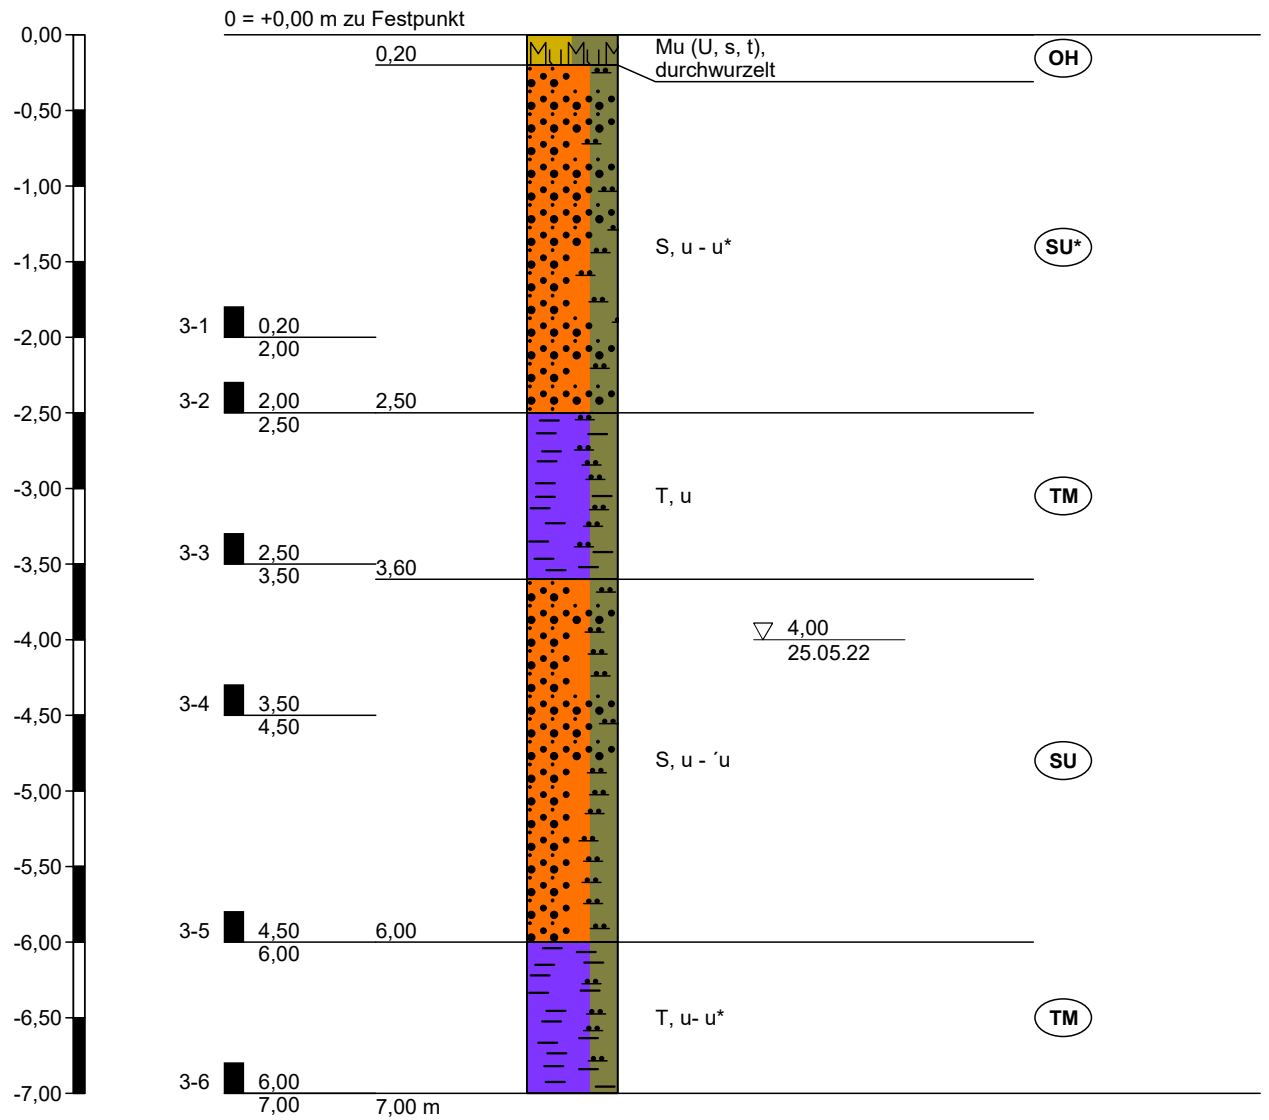 0 = +0,00 m zu Festpunkt
0,00
0,20
Mu (U, s, t),
durchwurzelt
OH
MUMUM
-0,50
-1,00
S, u - u*
SU*
-1,50
3-1 0,20
2,00
-2,00
3-2 2,00 2,50
2,50
-2,50
T, u
TM
-3,00
3-3 2,50
3,50
-3,50
3,60
4,00
25.05.22
-4,00
3-4 3,50
4,50
-4,50
S, u - ´u
SU
-5,00
-5,50
3-5 4,50 6,00
6,00
-6,00
T, u- u*
TM
-6,50
3-6 6,00
7,00
-7,00
7,00 m